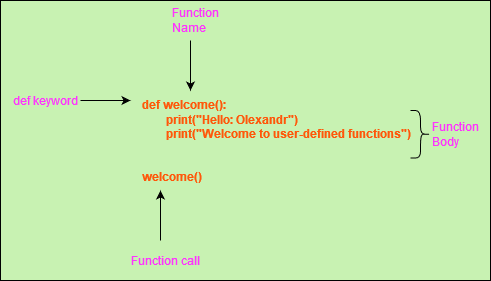 Function
Name
def keyword
def welcome():
print("Hello: Olexandr")
print("Welcome to user-defined functions")
Function
Body
welcome()
Function call